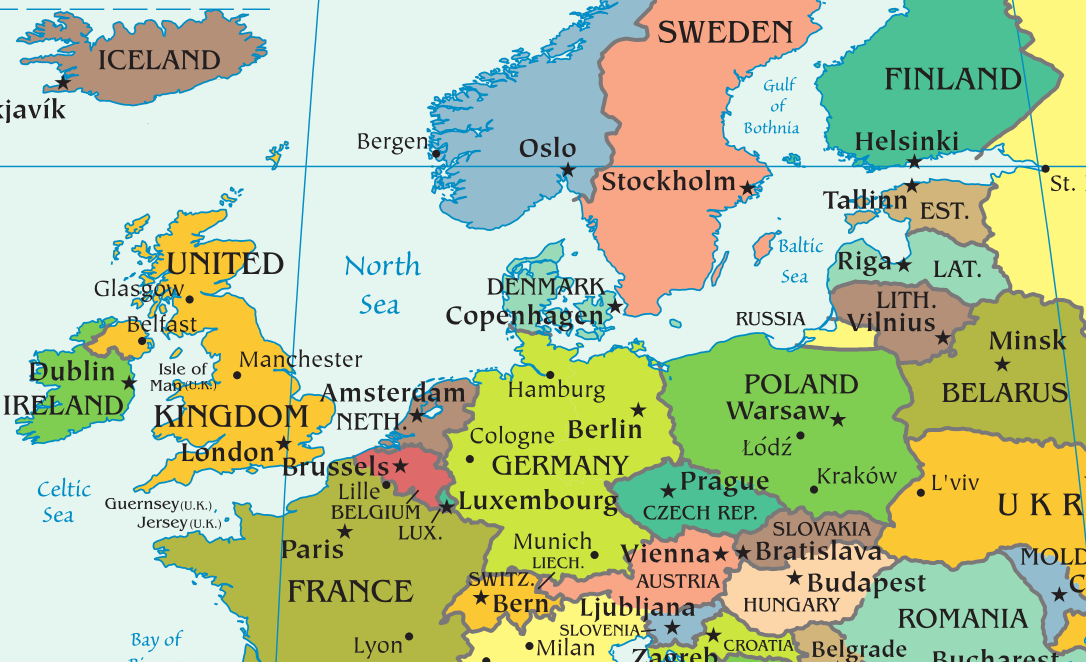 SWEDEN
ICELAND
FINLAND
Gulf
of
Bothnia
kjavík
Bergen
Oslo
Helsinki
Stockholm
St.
Tallinn
EST.
UNITED
North
Sea
Baltic
Sea
Riga
LAT.
Glasgow
DENMARK
Copenhagen
LITH.
Vilnius
RUSSIA
Belfast
Minsk
Dublin
Isle of
Man (U.K.)
Manchester
Amsterdam
Hamburg
POLAND
BELARUS
IRELAND
KINGDOM
NETH.
Warsaw
London
Cologne
Berlin
Łódź
Brussels
GERMANY
Celtic
Sea
Guernsey (U.K.),
Jersey (U.K.)
Lille
BELGIUM
LUX.
Luxembourg
Prague
CZECH REP.
Kraków
L'viv
UKR
Paris
Munich
LIECH.
Vienna
SLOVAKIA
Bratislava
MOLD
FRANCE
SWITZ.
Bern
AUSTRIA
Budapest
HUNGARY
C
Ljubljana
SLOVENIA
ROMANIA
Bay of
Lyon
Milan
Zagreb
CROATIA
Belgrade
Bucharest